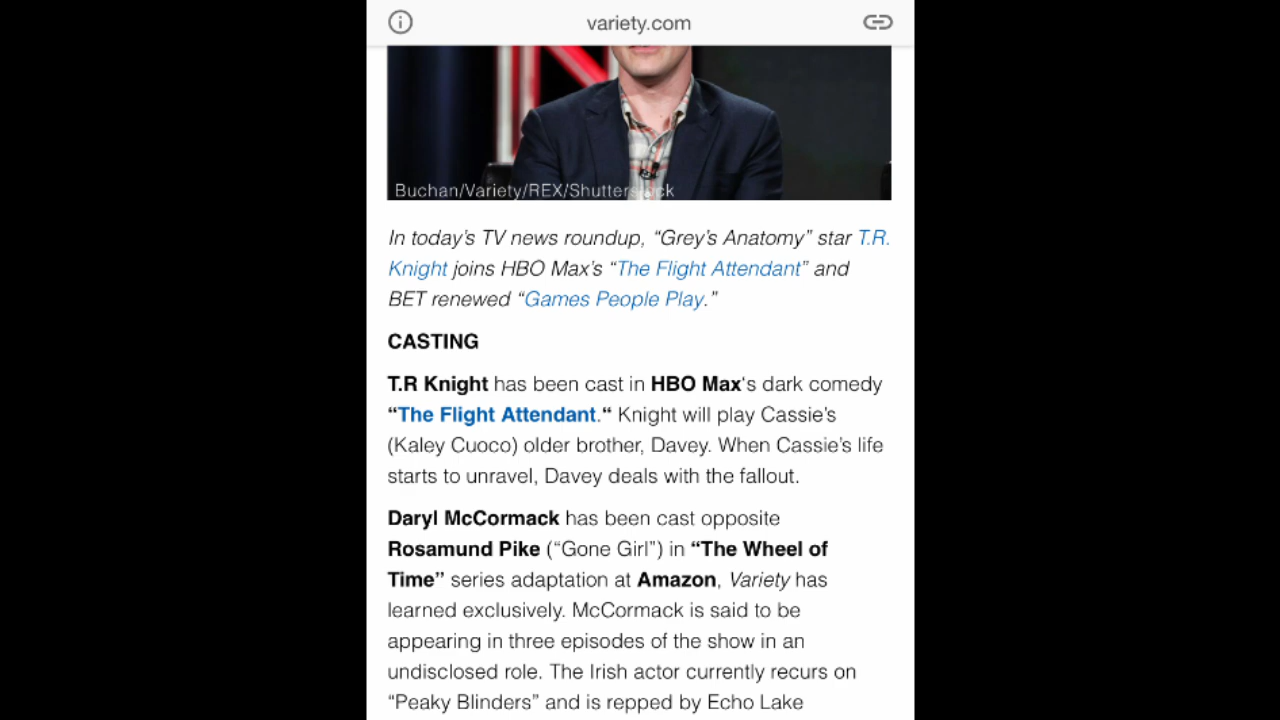 variety.com
Buchan/Variety/REX/Shutterstock
In today's TV news roundup, “Grey's Anatomy” star T.R.
Knight joins HBO Max's “The Flight Attendant” and
BET renewed “Games People Play.”
CASTING
T.R Knight has been cast in HBO Max‘s dark comedy
“The Flight Attendant.“ Knight will play Cassie's
(Kaley Cuoco) older brother, Davey. When Cassie's life
starts to unravel, Davey deals with the fallout.
Daryl McCormack has been cast opposite
Rosamund Pike (“Gone Girl”) in “The Wheel of
Time” series adaptation at Amazon, Variety has
learned exclusively. McCormack is said to be
appearing in three episodes of the show in an
undisclosed role. The Irish actor currently recurs on
“Peaky Blinders” and is repped by Echo Lake